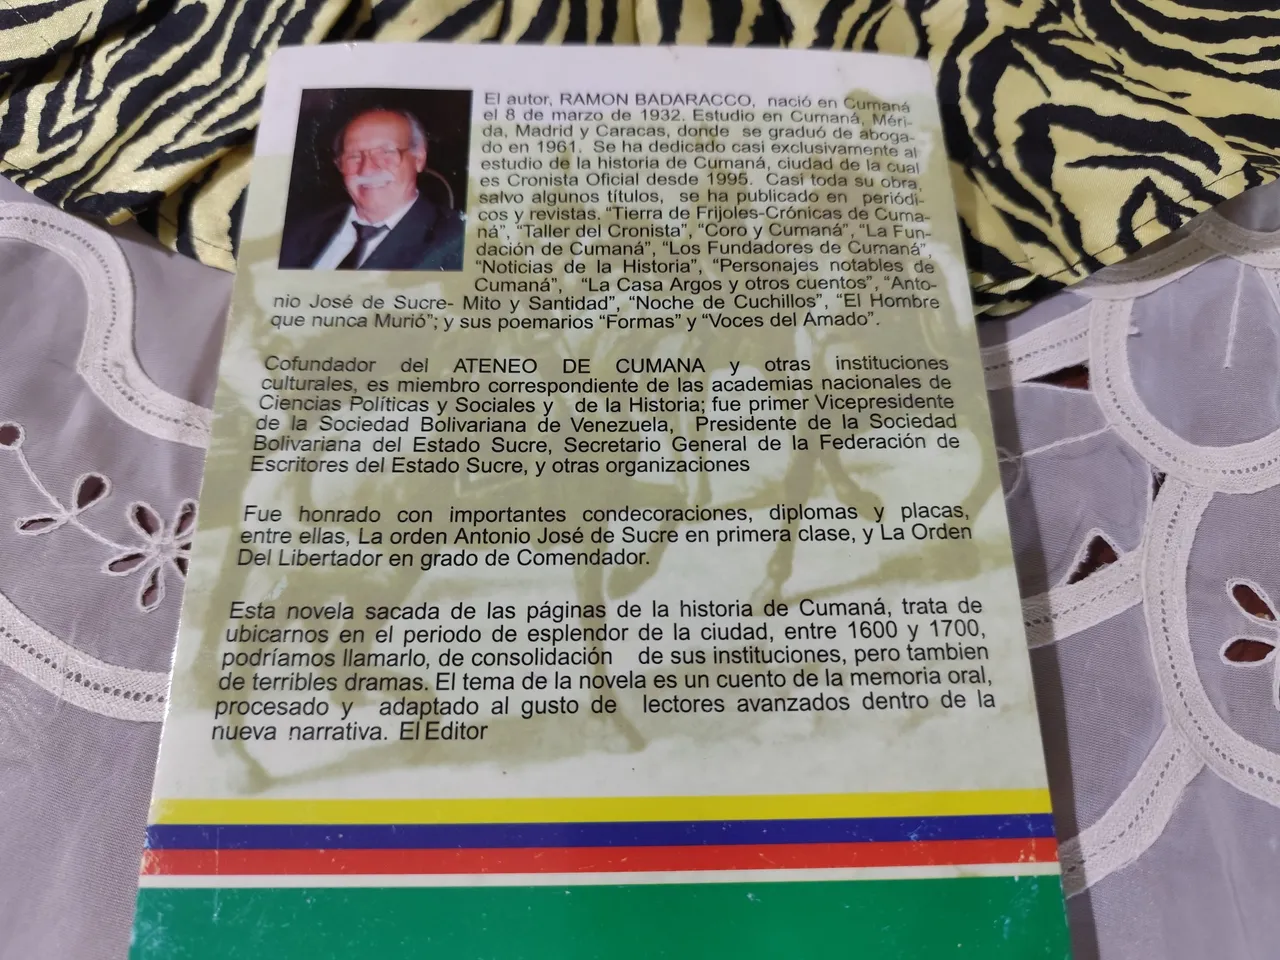 El autor, RAMON BADARACCO, nació en Cumaná
el 8 de marzo de 1932. Estudio en Cumaná, Méri-
da, Madrid y Caracas, donde se graduó de aboga-
do en 1961. Se ha dedicado casi exclusivamente al
estudio de la historia de Cumaná, ciudad de la cual
es Cronista Oficial desde 1995. Casi toda su obra,
salvo algunos títulos, se ha publicado en periódi-
cos y revistas. “Tierra de Frijoles-Crónicas de Cuma-
ná”, “Taller del Cronista”, “Coro y Cumaná”, “La Fun-
dación de Cumaná”, “Los Fundadores de Cumaná”,
“Noticias de la Historia”, “Personajes notables de
Cumaná”, “La Casa Argos y otros cuentos”, “Anto-
nio José de Sucre- Mito y Santidad”, “Noche de Cuchillos”, “El Hombre
que nunca Murió”; y sus poemarios “Formas” y “Voces del Amado”.
Cofundador del ATENEO DE CUMANA y otras instituciones
culturales, es miembro correspondiente de las academias nacionales de
Ciencias Políticas y Sociales y de la Historia; fue primer Vicepresidente
de la Sociedad Bolivariana de Venezuela, Presidente de la Sociedad
Bolivariana del Estado Sucre, Secretario General de la Federación de
Escritores del Estado Sucre, y otras organizaciones
Fue honrado con importantes condecoraciones, diplomas y placas,
entre ellas, La orden Antonio José de Sucre en primera clase, y La Orden
Del Libertador en grado de Comendador.
Esta novela sacada de las páginas de la historia de Cumaná, trata de
ubicarnos en el periodo de esplendor de la ciudad, entre 1600 y 1700,
podríamos llamarlo, de consolidación de sus instituciones, pero tambien
de terribles dramas. El tema de la novela es un cuento de la memoria oral,
procesado y adaptado al gusto de lectores avanzados dentro de la
nueva narrativa. El Editor